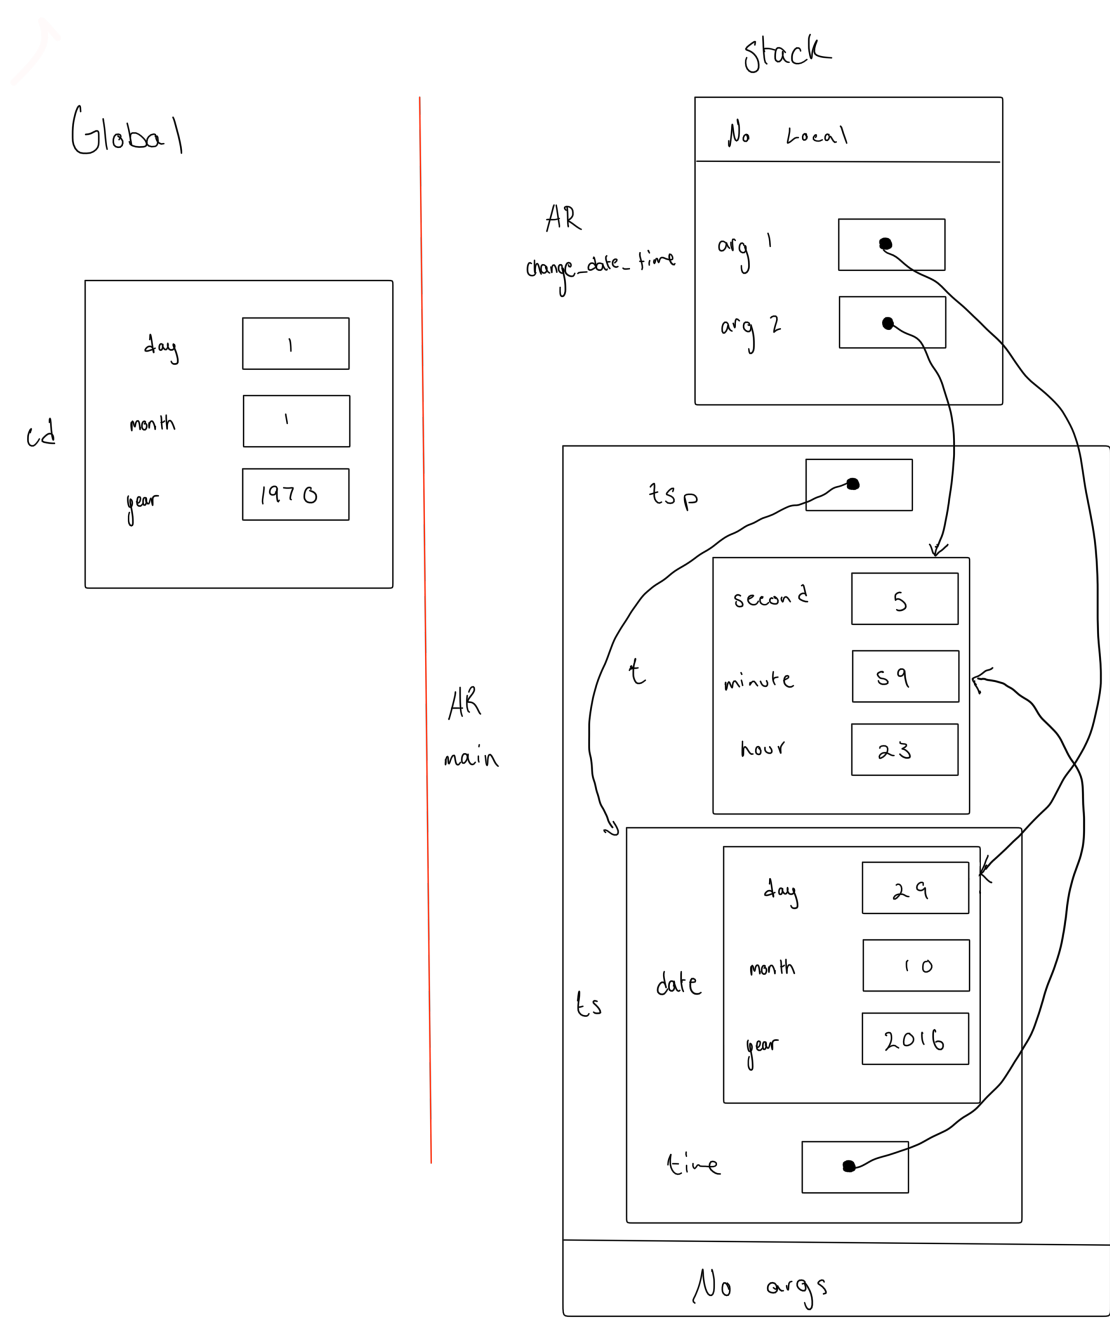 Stack
Global
No Local
AR
change_date_time
arg 1
arg 2
cd
day 1
month 1
year 1970
AR
main
tsp
t
second 5
minute 59
hour 23
ts
date
day 29
month 10
year 2016
time
No args